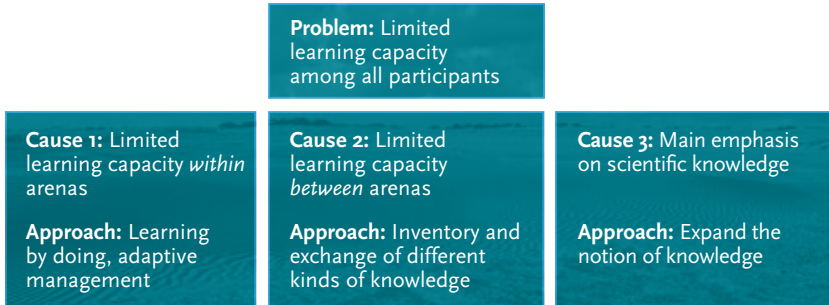 Problem: Limited
learning capacity
among all participants
Cause 1: Limited
learning capacity within
arenas
Approach: Learning
by doing, adaptive
management
Cause 2: Limited
learning capacity
between arenas
Approach: Inventory and
exchange of different
kinds of knowledge
Cause 3: Main emphasis
on scientific knowledge
Approach: Expand the
notion of knowledge